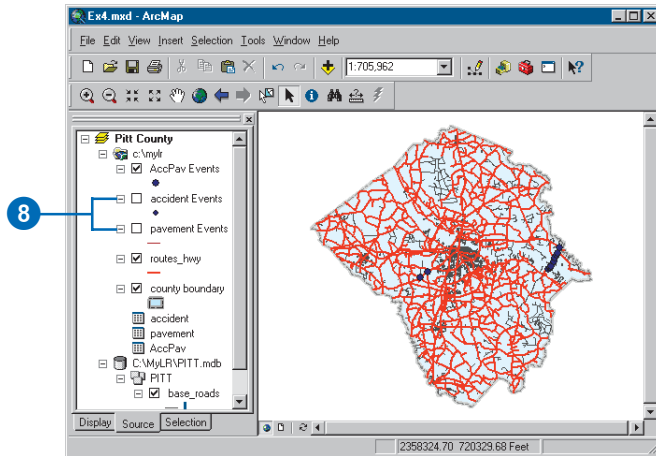 Ex4.mxd - ArcMap
File Edit View Insert Selection Tools Window Help
1:705,962
Pitt County
c:\mylr
AccPav Events
accident Events
8
pavement Events
routes_hwy
county boundary
accident
pavement
AccPav
C:\MyLR\PITT.mdb
PITT
base_roads
Display Source Selection
2358324.70 720329.68 Feet